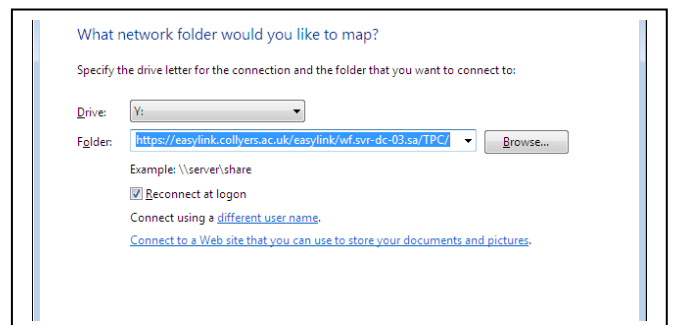 What network folder would you like to map?
Specify the drive letter for the connection and the folder that you want to connect to:
Drive: Y:
Folder: https://easylink.collyers.ac.uk/easylink/wf.svr-dc-03.sa/TPC/ Browse...
Example: \\server\share
Reconnect at logon
Connect using a different user name.
Connect to a Web site that you can use to store your documents and pictures.